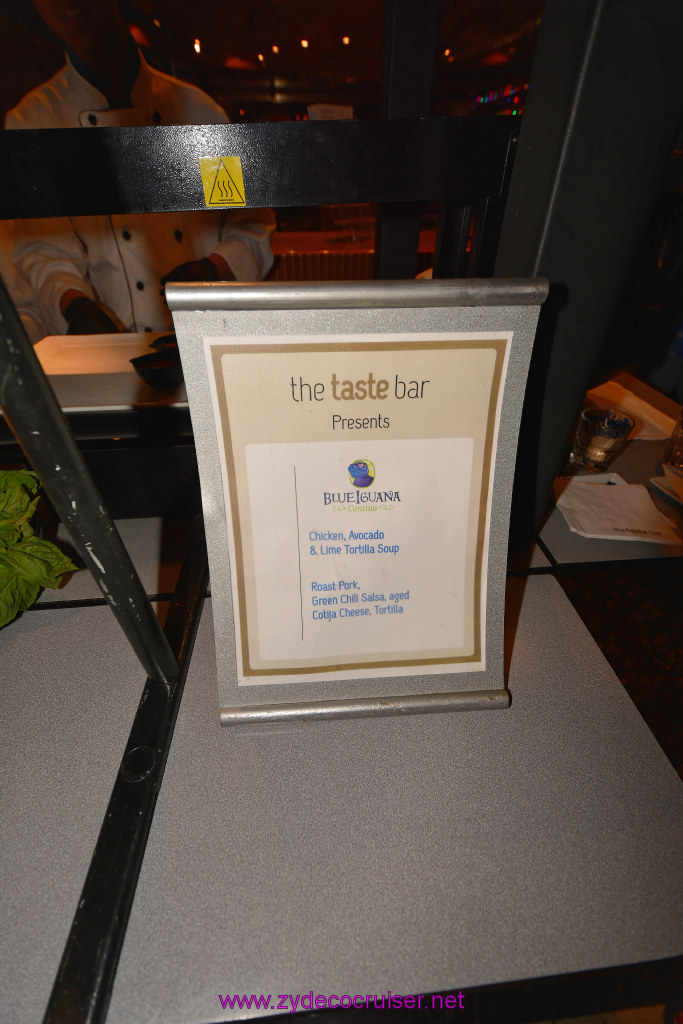 the taste bar
Presents
BLUEIGUANA
Cantina
Chicken, Avocado
& Lime Tortilla Soup
Roast Pork,
Green Chili Salsa, aged
Cotija Cheese, Tortilla
www.zydecocruiser.net